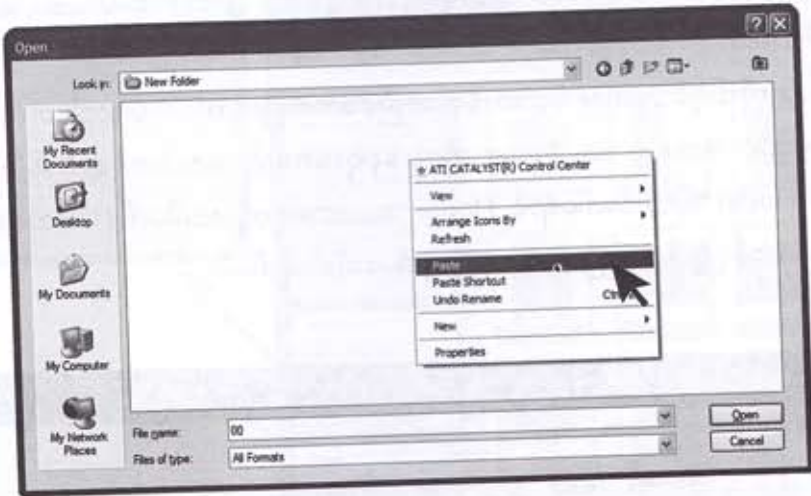 Open
Look in:
New Folder
My Recent
Documents
Desktop
My Documents
My Computer
My Network
Places
ATI CATALYST(R) Control Center
View
Arrange Icons By
Refresh
Paste
Paste Shortcut
Undo Rename
New
Properties
File name:
00
Open
Files of type:
All Formats
Cancel